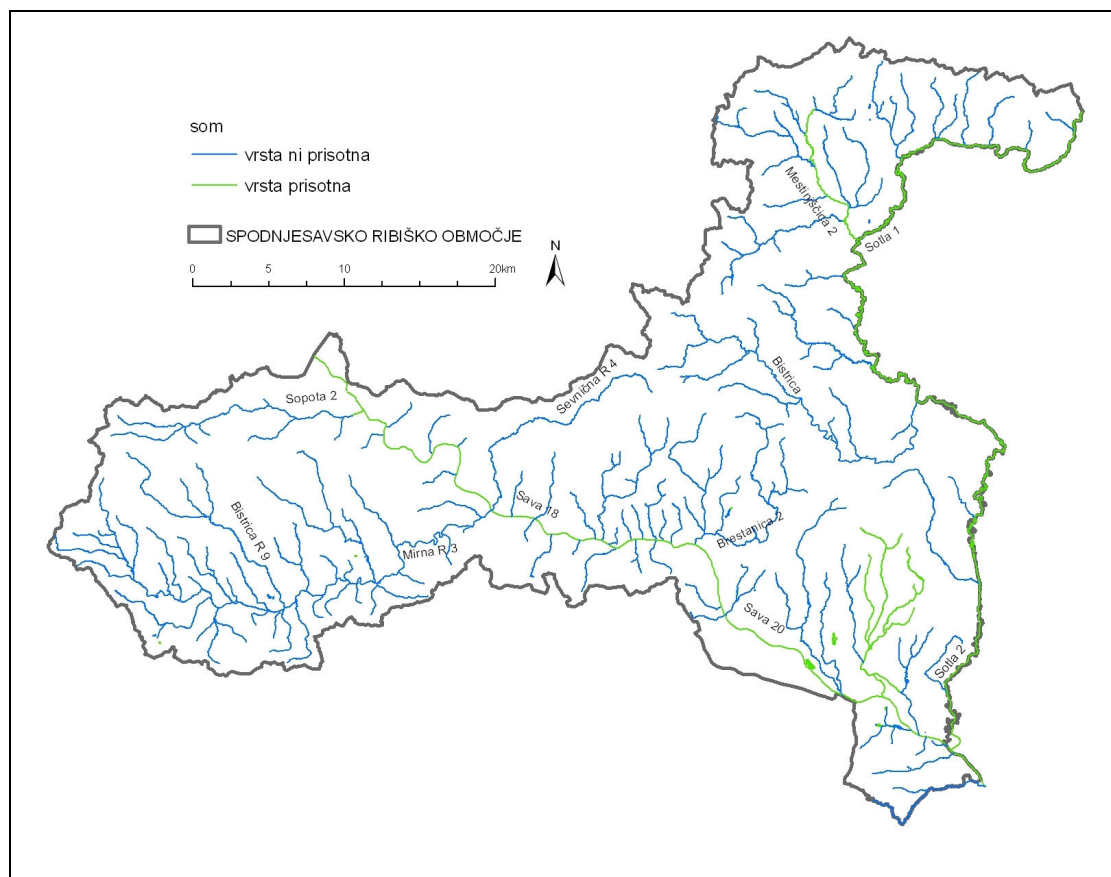 som
vrsta ni prisotna
vrsta prisotna
SPODNJESAVSKO RIBIŠKO OBMOČJE
0 5 10 20km
N
Mestinjščica 2
Sotla 1
Bistrica
Sevnična R 4
Sopota 2
Sava 18
Brestanica 2
Mirna R 3
Bistrica R 9
Sava 20
Sotla 2